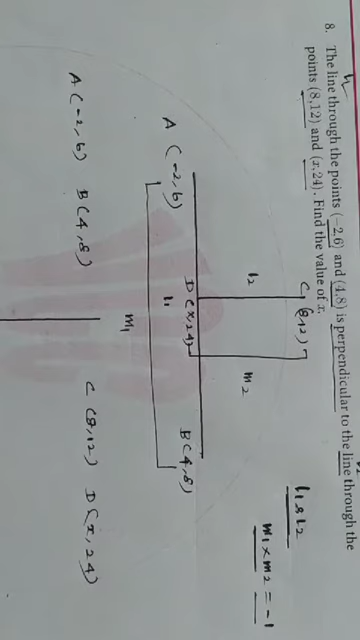 8. The line through the points (−2,6) and (4,8) is perpendicular to the line through the
points (8,12) and (x,24). Find the value of x.
l1 & l2
m1 × m2 = −1
C (8,12)
l2
m2
A (−2,6)
D (x,24)
B (4,8)
l1
m1
A (−2,6) B (4,8)
C (8,12) D (x,24)